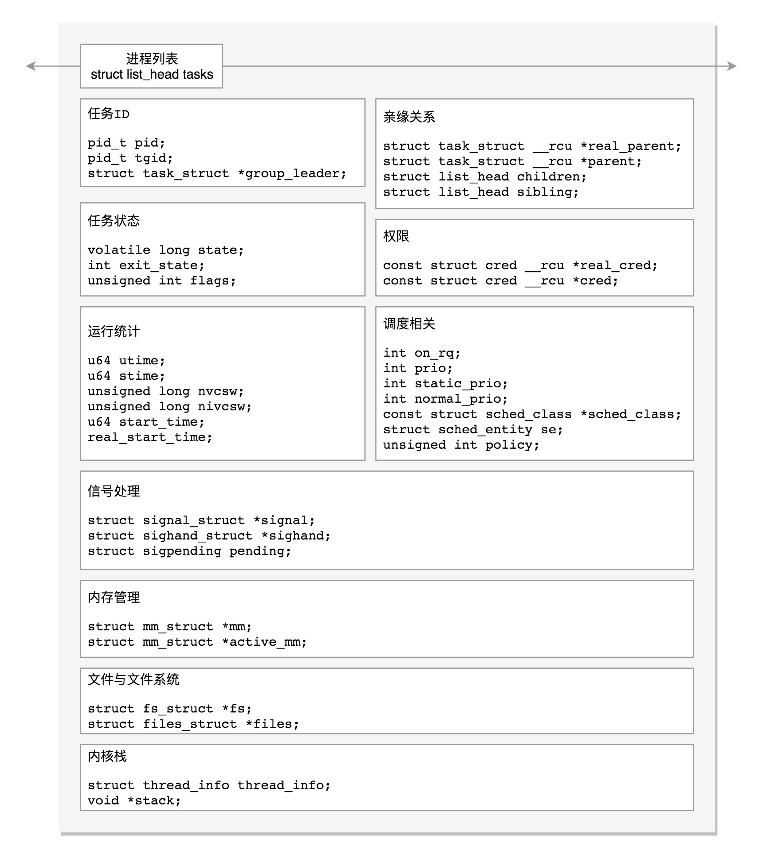 进程列表
struct list_head tasks
任务ID
pid_t pid;
pid_t tgid;
struct task_struct *group_leader;
亲缘关系
struct task_struct __rcu *real_parent;
struct task_struct __rcu *parent;
struct list_head children;
struct list_head sibling;
任务状态
volatile long state;
int exit_state;
unsigned int flags;
权限
const struct cred __rcu *real_cred;
const struct cred __rcu *cred;
运行统计
u64 utime;
u64 stime;
unsigned long nvcsw;
unsigned long nivcsw;
u64 start_time;
real_start_time;
调度相关
int on_rq;
int prio;
int static_prio;
int normal_prio;
const struct sched_class *sched_class;
struct sched_entity se;
unsigned int policy;
信号处理
struct signal_struct *signal;
struct sighand_struct *sighand;
struct sigpending pending;
内存管理
struct mm_struct *mm;
struct mm_struct *active_mm;
文件与文件系统
struct fs_struct *fs;
struct files_struct *files;
内核栈
struct thread_info thread_info;
void *stack;